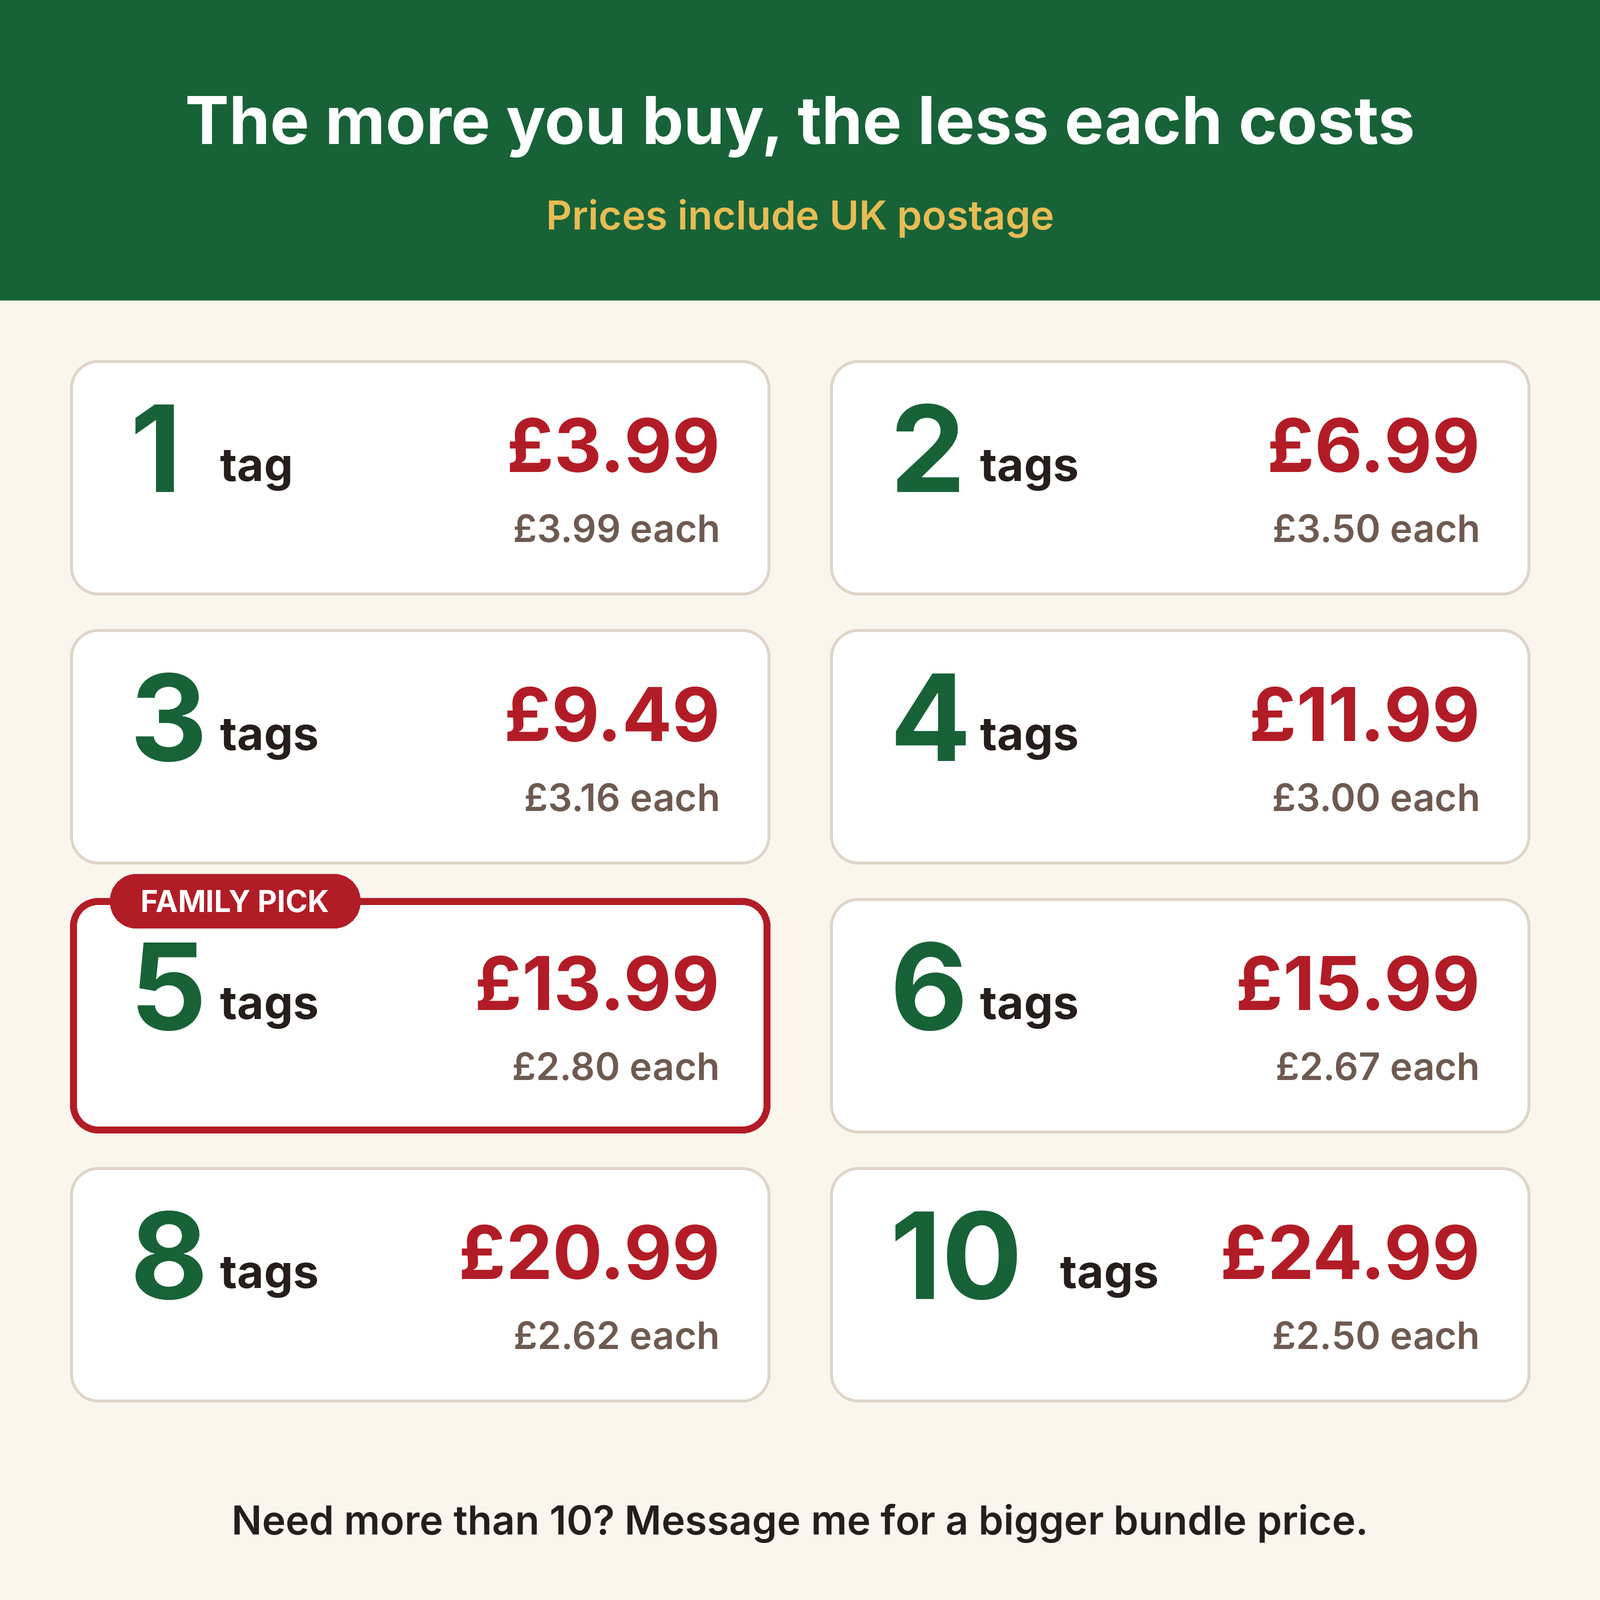 The more you buy, the less each costs
Prices include UK postage
1 tag £3.99
£3.99 each
2 tags £6.99
£3.50 each
3 tags £9.49
£3.16 each
4 tags £11.99
£3.00 each
FAMILY PICK
5 tags £13.99
£2.80 each
6 tags £15.99
£2.67 each
8 tags £20.99
£2.62 each
10 tags £24.99
£2.50 each
Need more than 10? Message me for a bigger bundle price.